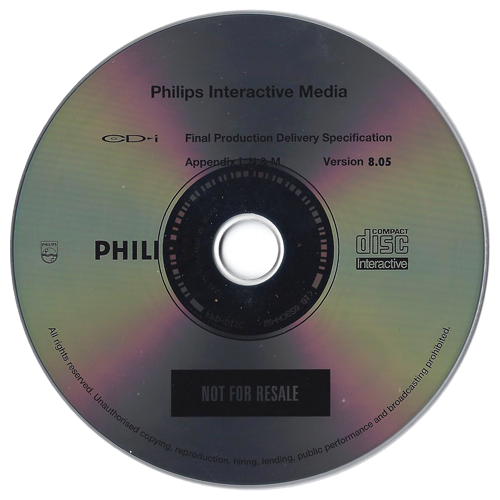 Philips Interactive Media
CD-i Final Production Delivery Specification
Version 8.05
PHILIPS
PHILI
COMPACT
disc
Interactive
NOT FOR RESALE
All rights reserved. Unauthorised copying, reproduction, hiring, lending, public performance and broadcasting prohibited.